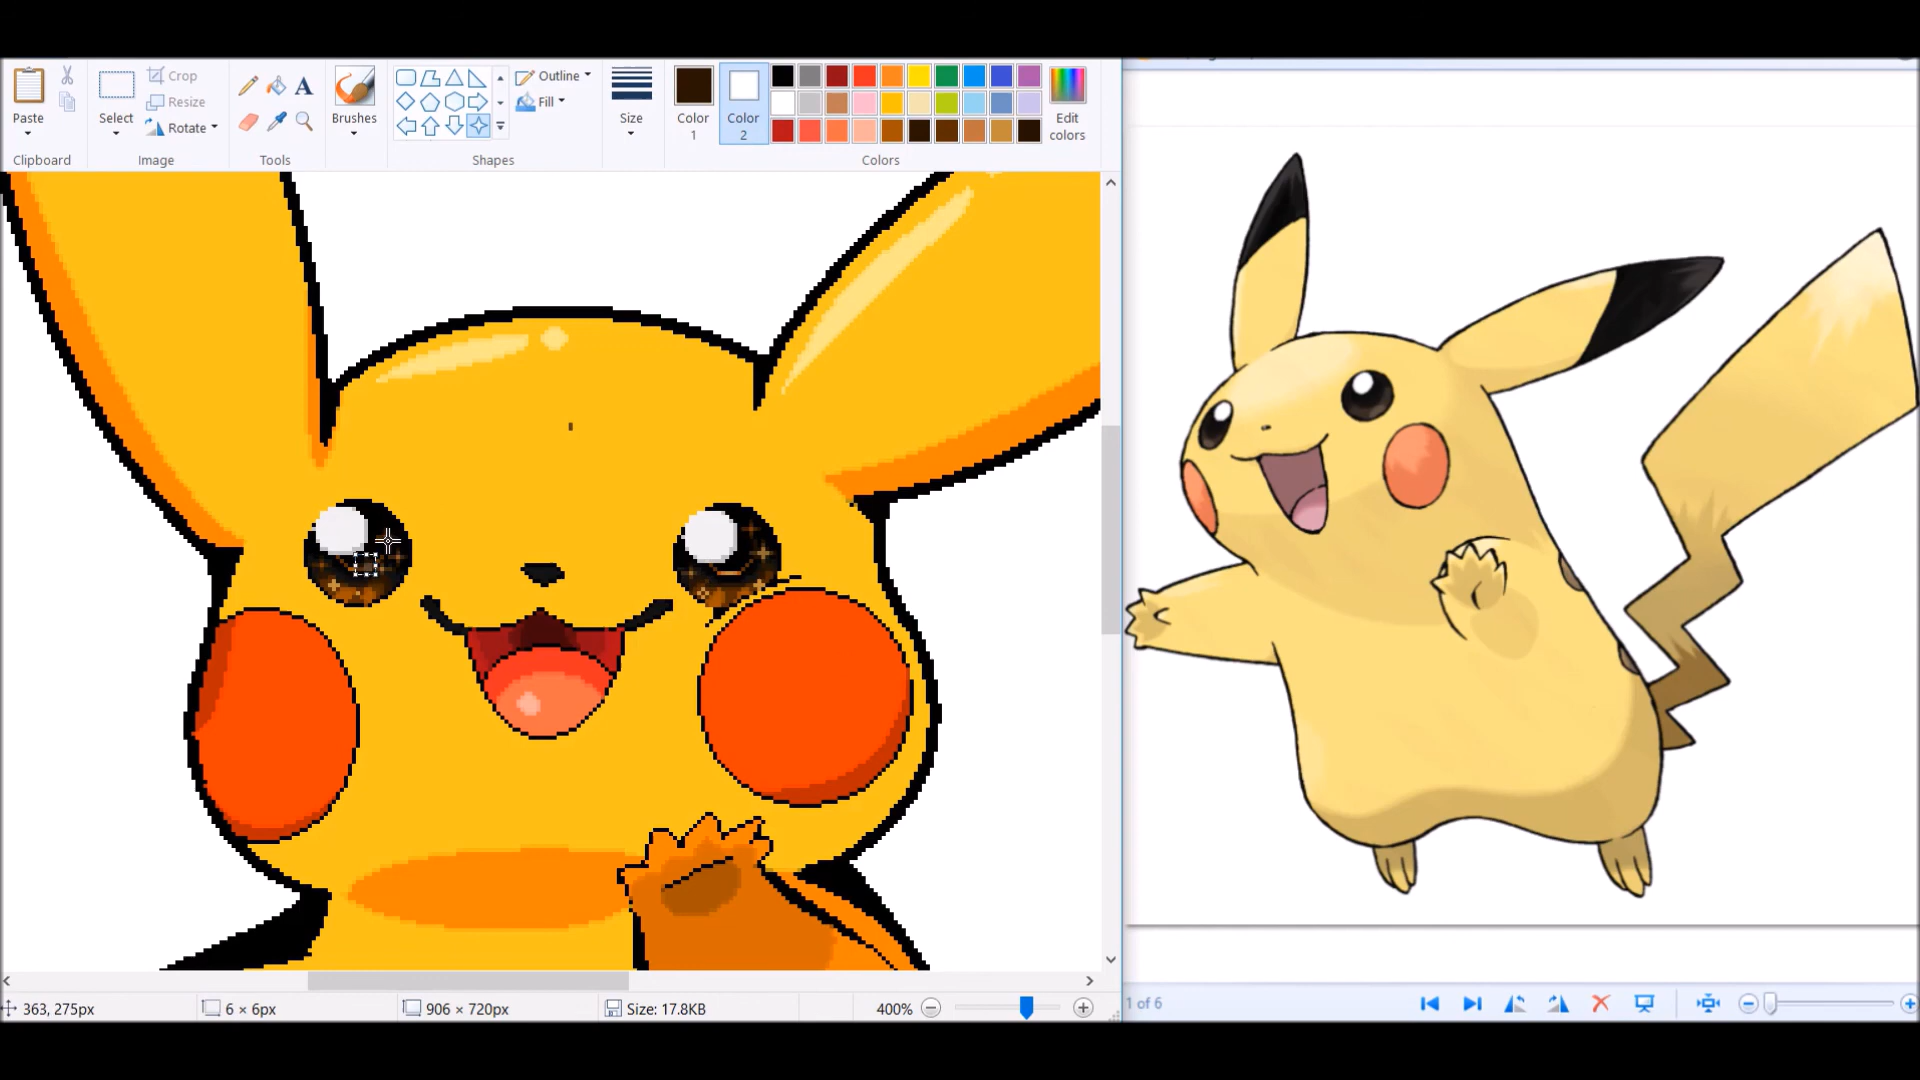 Paste
Clipboard
Select
Crop
Resize
Rotate
Image
A
Tools
Brushes
Outline
Fill
Shapes
Size
Color
1
Color
2
Colors
Edit
colors
363, 275px
6 × 6px
906 × 720px
Size: 17.8KB
400%
1 of 6